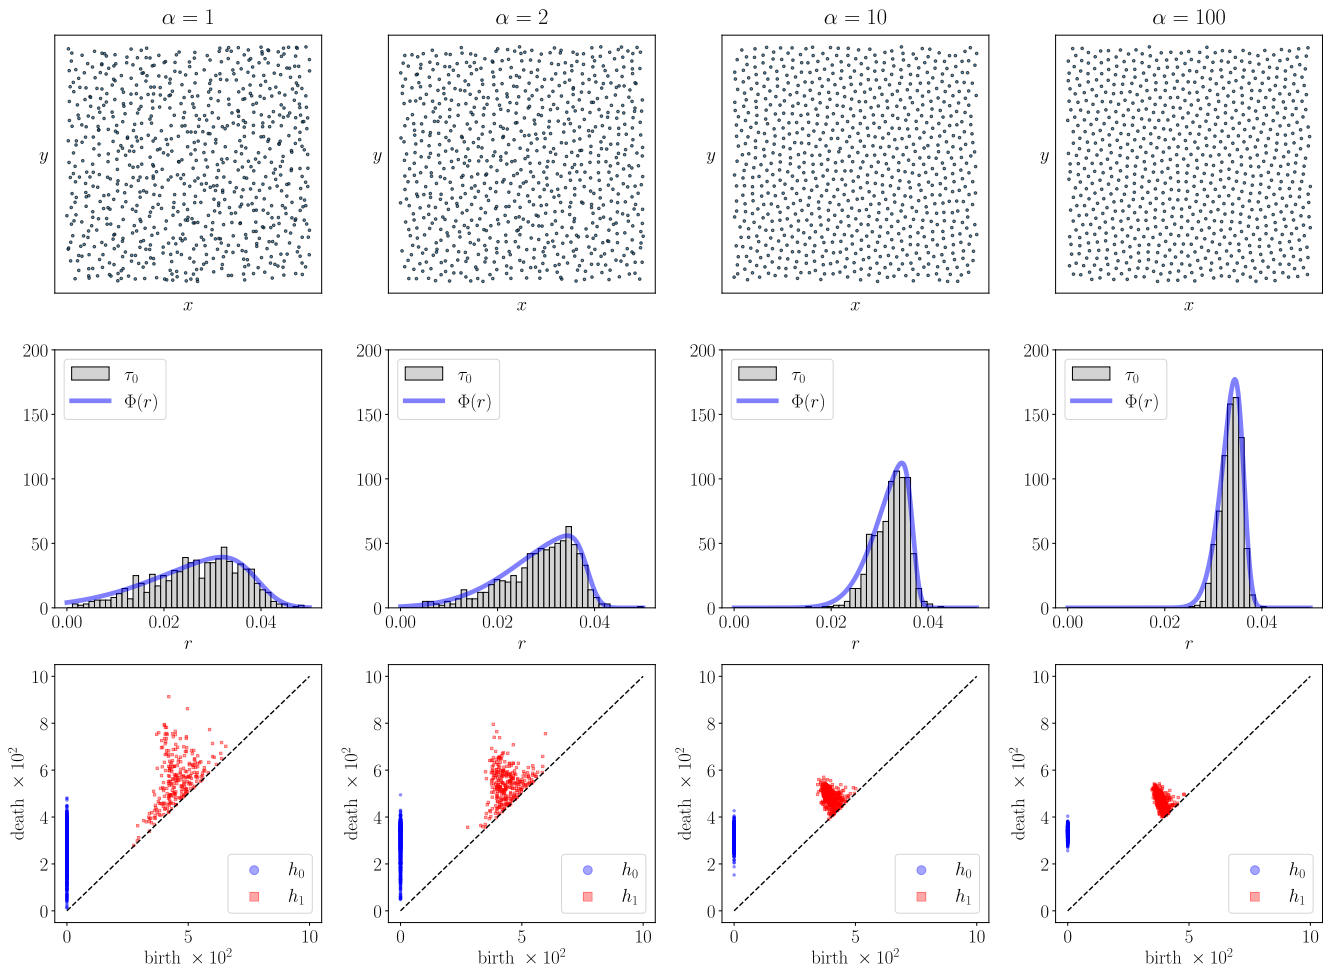 α = 1
α = 2
α = 10
α = 100
y
y
y
y
x
x
x
x
200
150
100
50
0
τ₀
Φ(r)
0.00 0.02 0.04
r
200
150
100
50
0
τ₀
Φ(r)
0.00 0.02 0.04
r
200
150
100
50
0
τ₀
Φ(r)
0.00 0.02 0.04
r
200
150
100
50
0
τ₀
Φ(r)
0.00 0.02 0.04
death ×10²
10
8
6
4
2
0
h₀
h₁
0 5 10
birth ×10²
death ×10²
10
8
6
4
2
0
h₀
h₁
0 5 10
birth ×10²
death ×10²
10
8
6
4
2
0
h₀
h₁
0 5 10
birth ×10²
death ×10²
10
8
6
4
2
0
h₀
h₁
0 5 10
birth ×10²